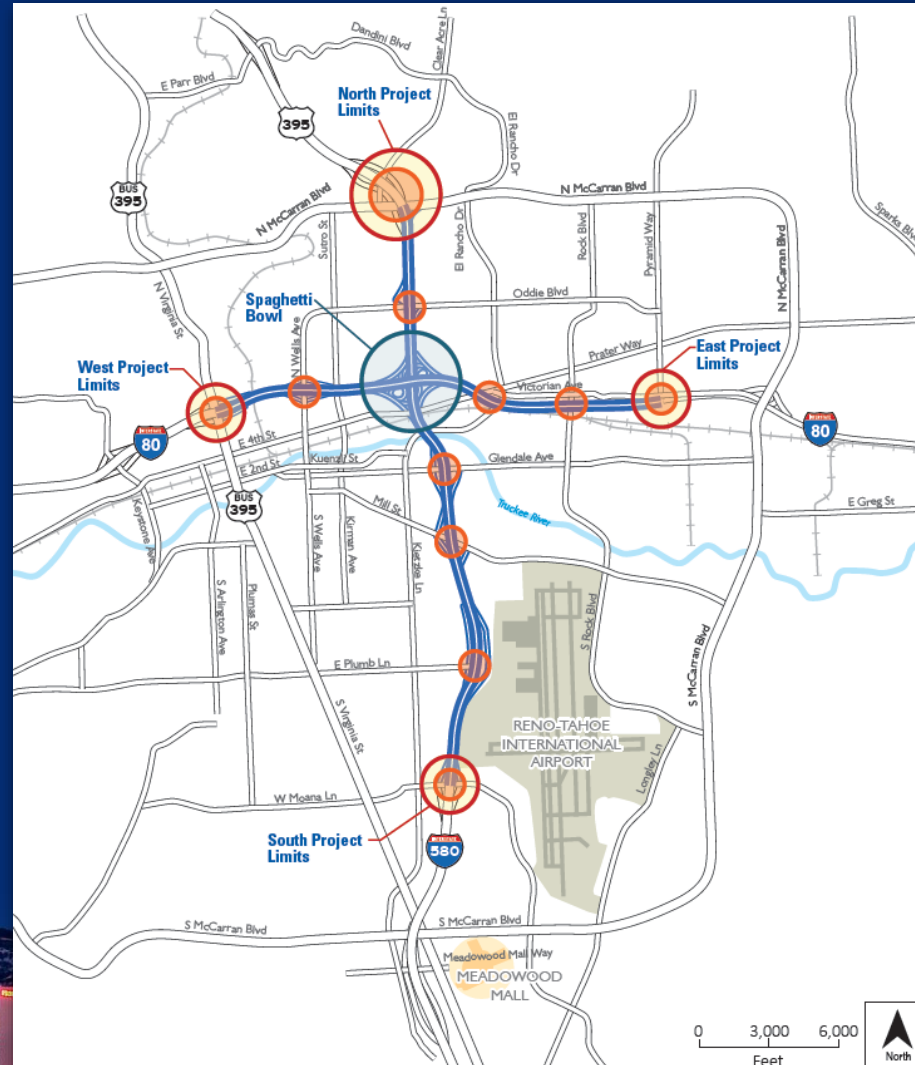 Dandini Blvd
Clear Acre Ln
E Parr Blvd
North Project
Limits
395
El Rancho Dr
BUS
395
N McCarran Blvd
N McCarran Blvd
Sutro St
El Rancho Dr
Rock Blvd
Pyramid Way
N McCarran Blvd
Sparks Blv
N Virginia St
Spaghetti
Bowl
N Wells Ave
Oddie Blvd
Prater Way
East Project
Limits
West Project
Limits
Victorian Ave
INTERSTATE
80
INTERSTATE
80
E 4th St
E 2nd St
Kuenzli St
Glendale Ave
Keystone Ave
BUS
395
Mill St
Truckee River
E Greg St
S Wells Ave
Kirman Ave
Kietzke Ln
S Arlington Ave
Plumas St
S Rock Blvd
S McCarran Blvd
E Plumb Ln
S Virginia St
RENO-TAHOE
INTERNATIONAL
AIRPORT
Longley Ln
W Moana Ln
South Project
Limits
INTERSTATE
580
S McCarran Blvd
S McCarran Blvd
Meadowood Mall Way
MEADOWOOD
MALL
0 3,000 6,000
Feet
North